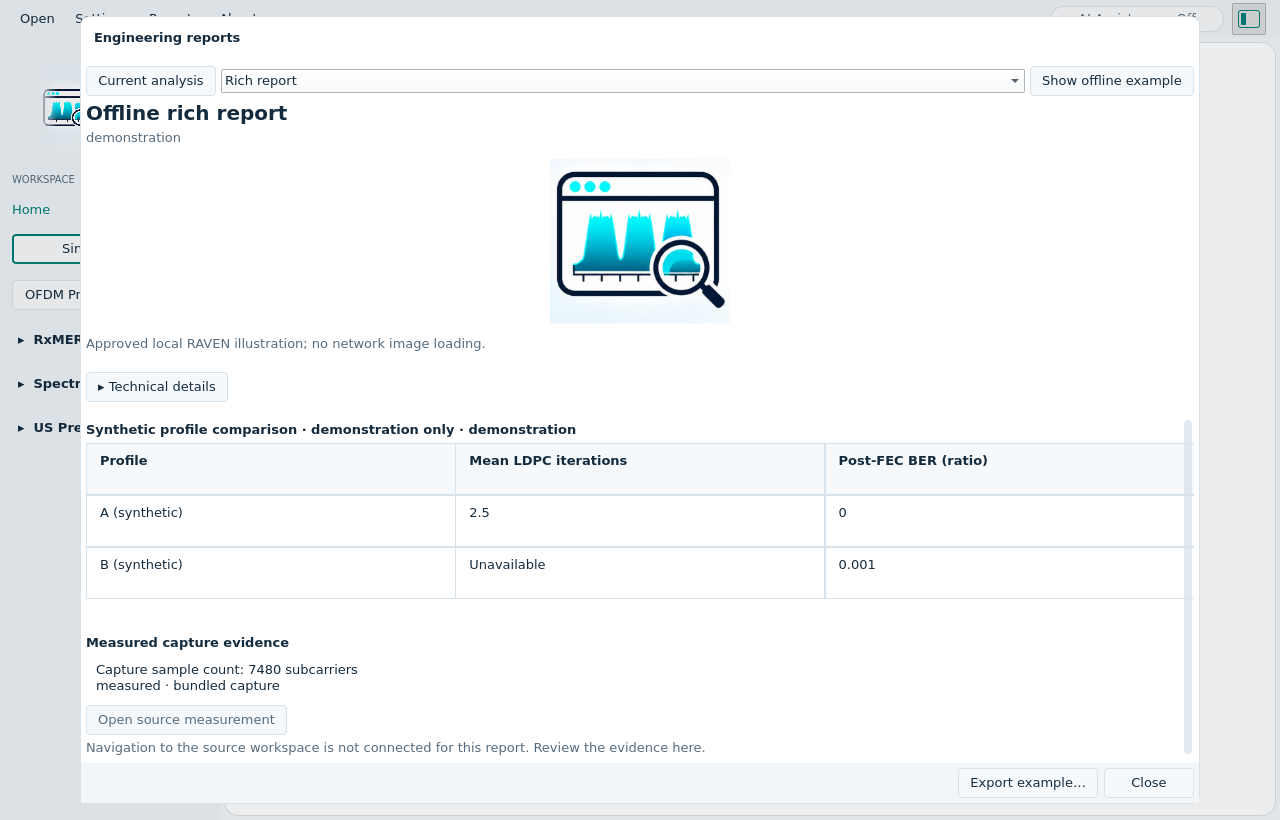 Open
Engineering reports
Current analysis
Rich report
Show offline example
Offline rich report
demonstration
WORKSPACE
Home
Approved local RAVEN illustration; no network image loading.
▸ RxMER
▸ Technical details
Synthetic profile comparison · demonstration only · demonstration
Profile Mean LDPC iterations Post-FEC BER (ratio)
A (synthetic) 2.5 0
B (synthetic) Unavailable 0.001
Measured capture evidence
Capture sample count: 7480 subcarriers
measured · bundled capture
Open source measurement
Navigation to the source workspace is not connected for this report. Review the evidence here.
Export example...
Close